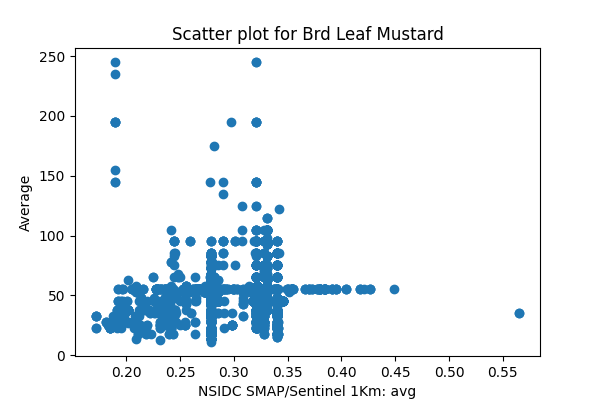 Scatter plot for Brd Leaf Mustard
250
200
150
100
50
0
Average
0.20 0.25 0.30 0.35 0.40 0.45 0.50 0.55
NSIDC SMAP/Sentinel 1Km: avg